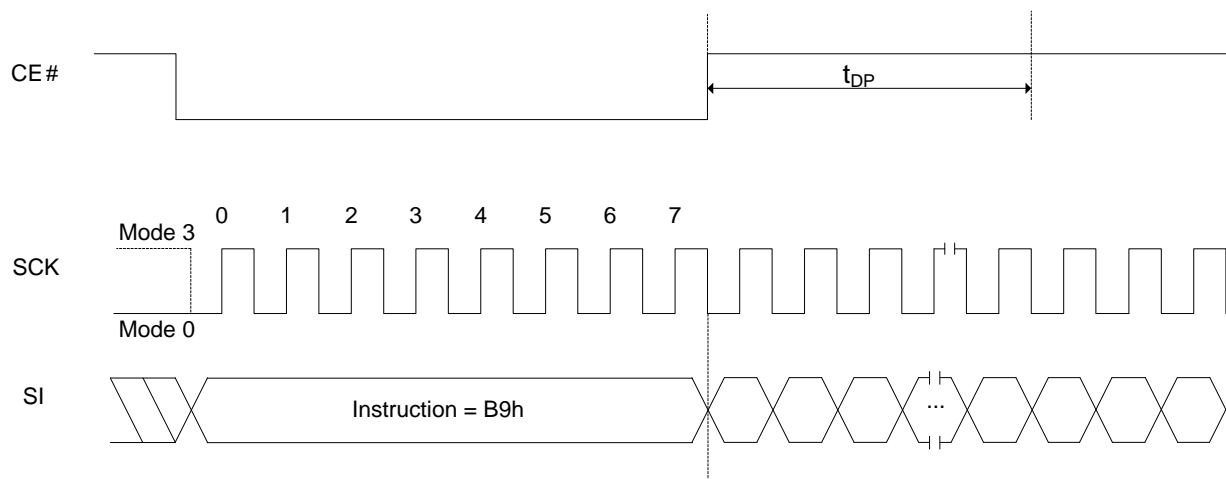 CE #
tDP
0 1 2 3 4 5 6 7
Mode 3
SCK
Mode 0
SI
Instruction = B9h
...